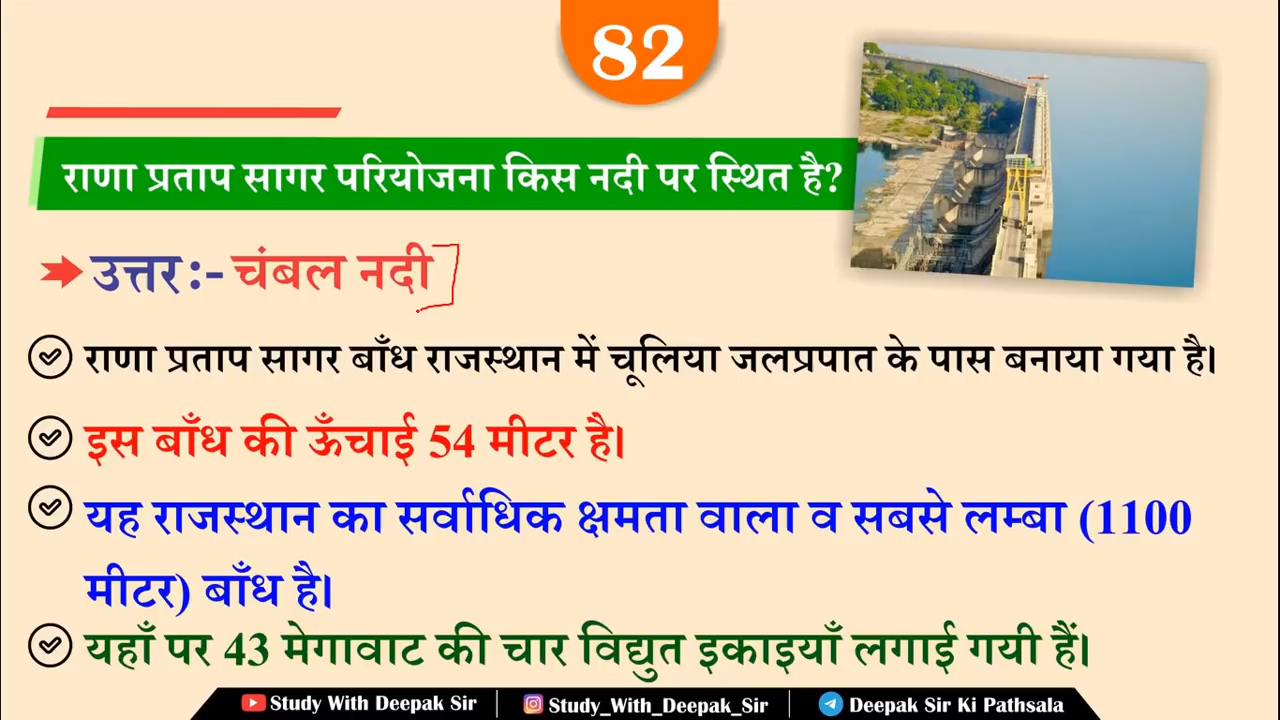 82
राणा प्रताप सागर परियोजना किस नदी पर स्थित है?
उत्तर:- चंबल नदी
राणा प्रताप सागर बाँध राजस्थान में चूलिया जलप्रपात के पास बनाया गया है।
इस बाँध की ऊँचाई 54 मीटर है।
यह राजस्थान का सर्वाधिक क्षमता वाला व सबसे लम्बा (1100
मीटर) बाँध है।
यहाँ पर 43 मेगावाट की चार विद्युत इकाइयाँ लगाई गयी हैं।
Study With Deepak Sir Study_With_Deepak_Sir Deepak Sir Ki Pathsala